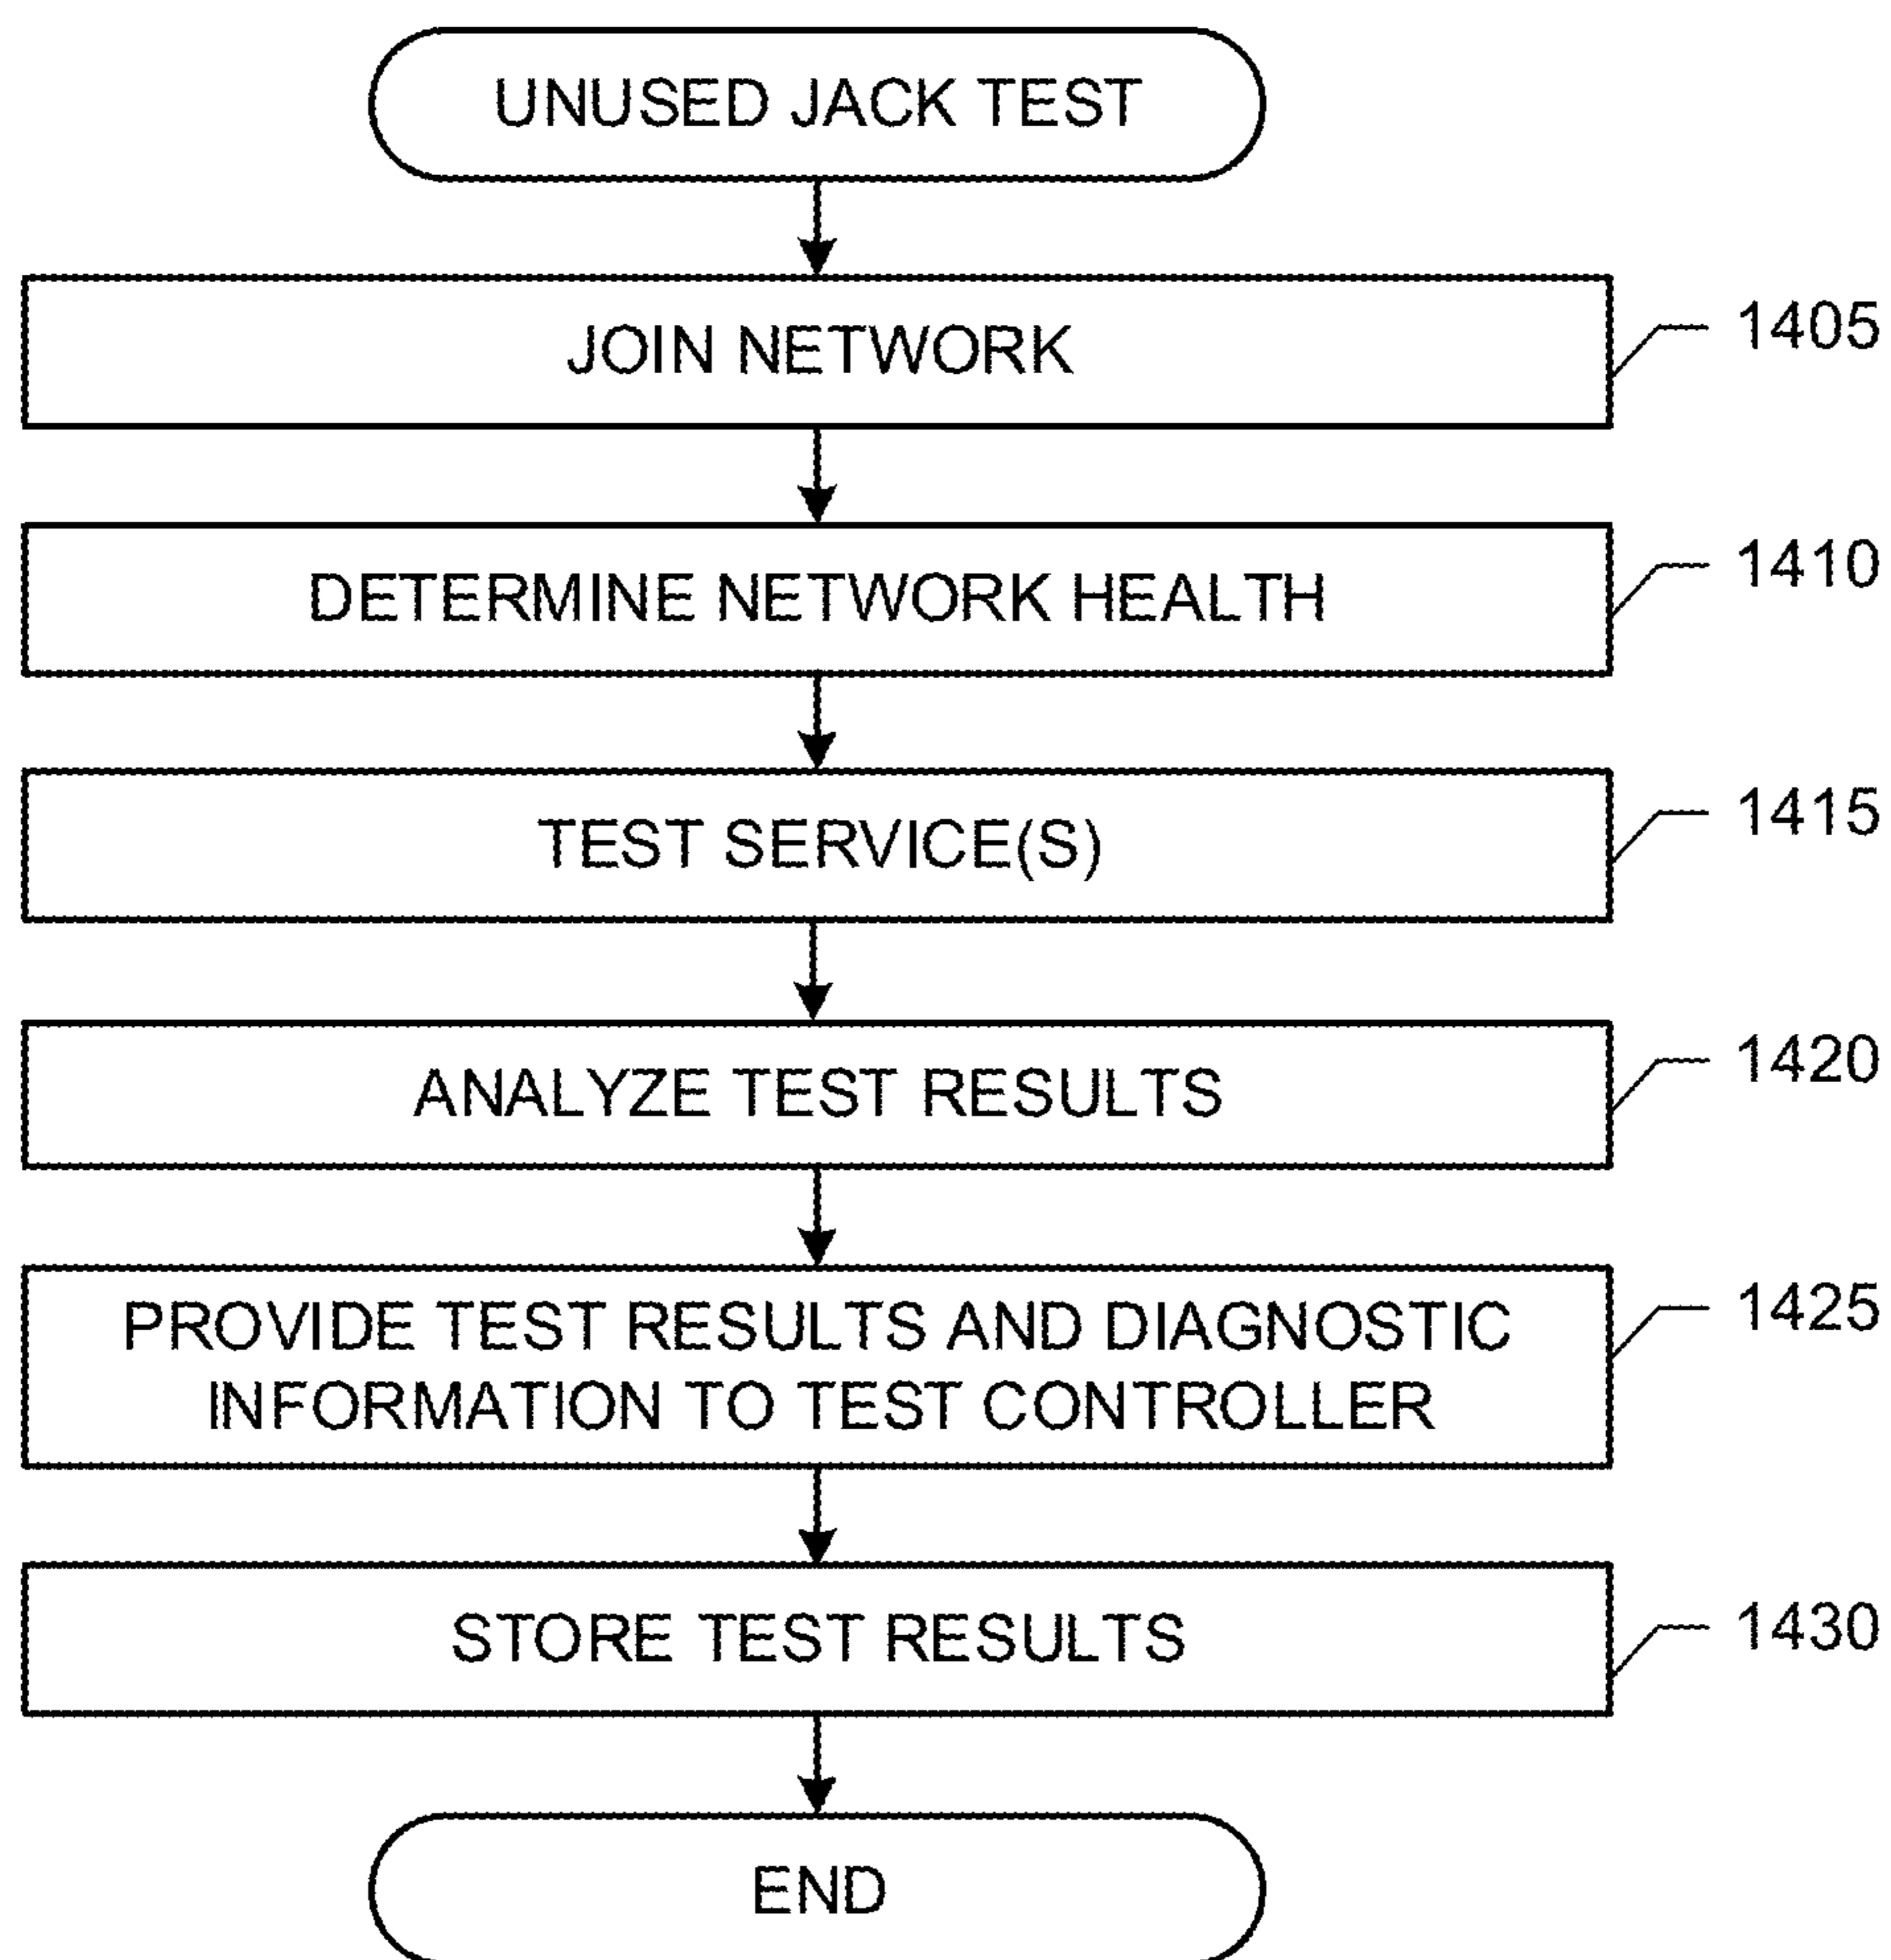 UNUSED JACK TEST
JOIN NETWORK
1405
DETERMINE NETWORK HEALTH
1410
TEST SERVICE(S)
1415
ANALYZE TEST RESULTS
1420
PROVIDE TEST RESULTS AND DIAGNOSTIC
INFORMATION TO TEST CONTROLLER
1425
STORE TEST RESULTS
1430
END